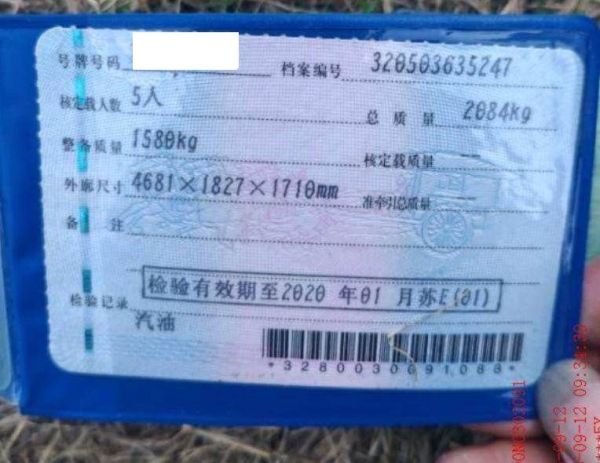 号牌号码 档案编号 320503635247
核定载人数 5人 总质量 2084kg
整备质量 1580kg 核定载质量 --
外廓尺寸 4681×1827×1710mm 准牵引总质量 --
备注
检验记录 检验有效期至2020 年01 月苏E(01)
汽油
*3280030691088*